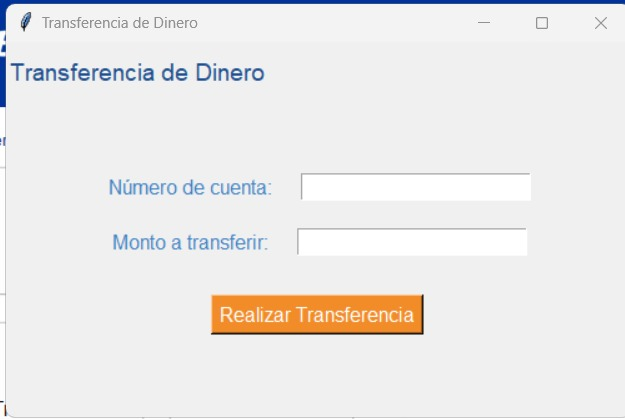 Transferencia de Dinero
Transferencia de Dinero
Número de cuenta:
Monto a transferir:
Realizar Transferencia